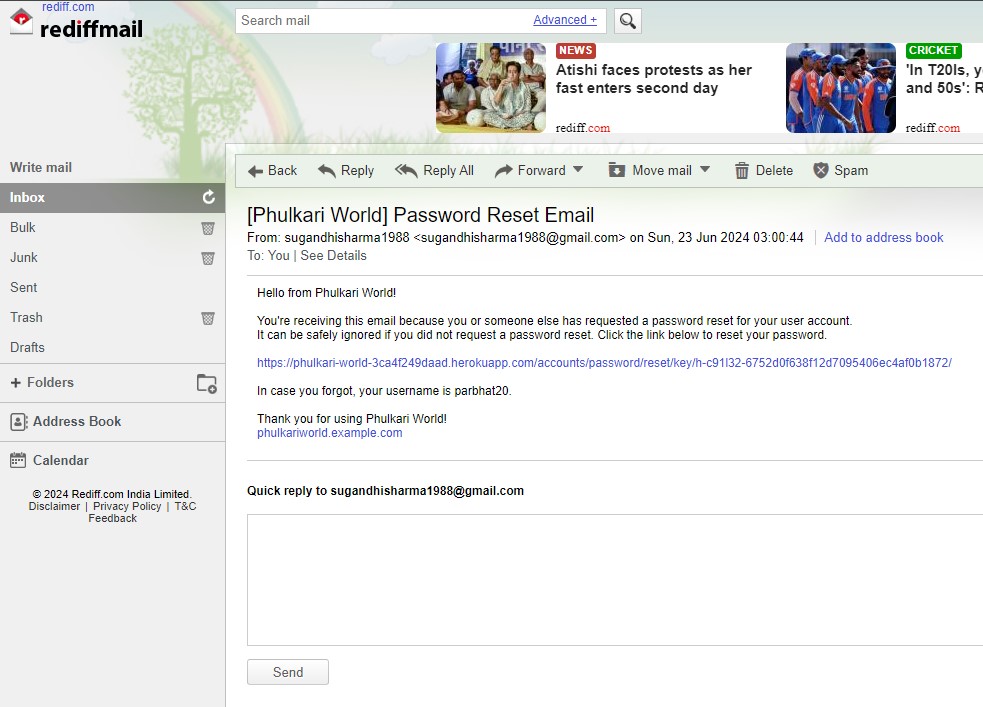 rediff.com
rediffmail
Search mail
Advanced +
NEWS
Atishi faces protests as her
fast enters second day
rediff.com
CRICKET
'In T20Is, y
and 50s': R
rediff.com
Write mail
Inbox
Bulk
Junk
Sent
Trash
Drafts
+ Folders
Address Book
Calendar
© 2024 Rediff.com India Limited.
Disclaimer | Privacy Policy | T&C
Feedback
Back Reply Reply All Forward Move mail Delete Spam
[Phulkari World] Password Reset Email
From: sugandhisharma1988 <sugandhisharma1988@gmail.com> on Sun, 23 Jun 2024 03:00:44 | Add to address book
To: You | See Details
Hello from Phulkari World!
You're receiving this email because you or someone else has requested a password reset for your user account.
It can be safely ignored if you did not request a password reset. Click the link below to reset your password.
https://phulkari-world-3ca4f249daad.herokuapp.com/accounts/password/reset/key/h-c91l32-6752d0f638f12d7095406ec4af0b1872/
In case you forgot, your username is parbhat20.
Thank you for using Phulkari World!
phulkariworld.example.com
Quick reply to sugandhisharma1988@gmail.com
Send